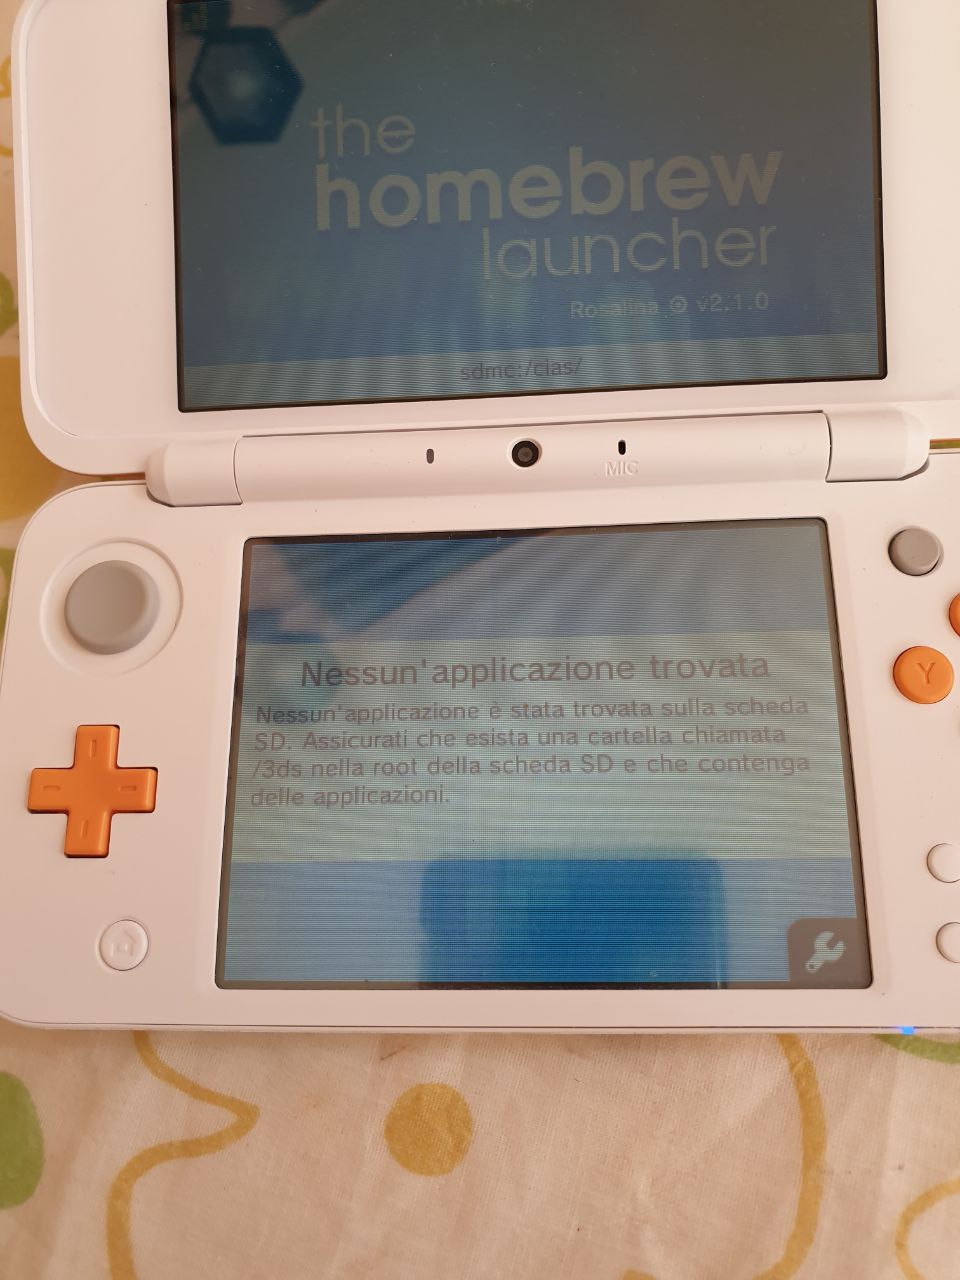 the
homebrew
launcher
Rosalina v2.1.0
sdmc:/cias/
MIC
Nessun'applicazione trovata
Nessun'applicazione è stata trovata sulla scheda
SD. Assicurati che esista una cartella chiamata
/3ds nella root della scheda SD e che contenga
delle applicazioni.
Y